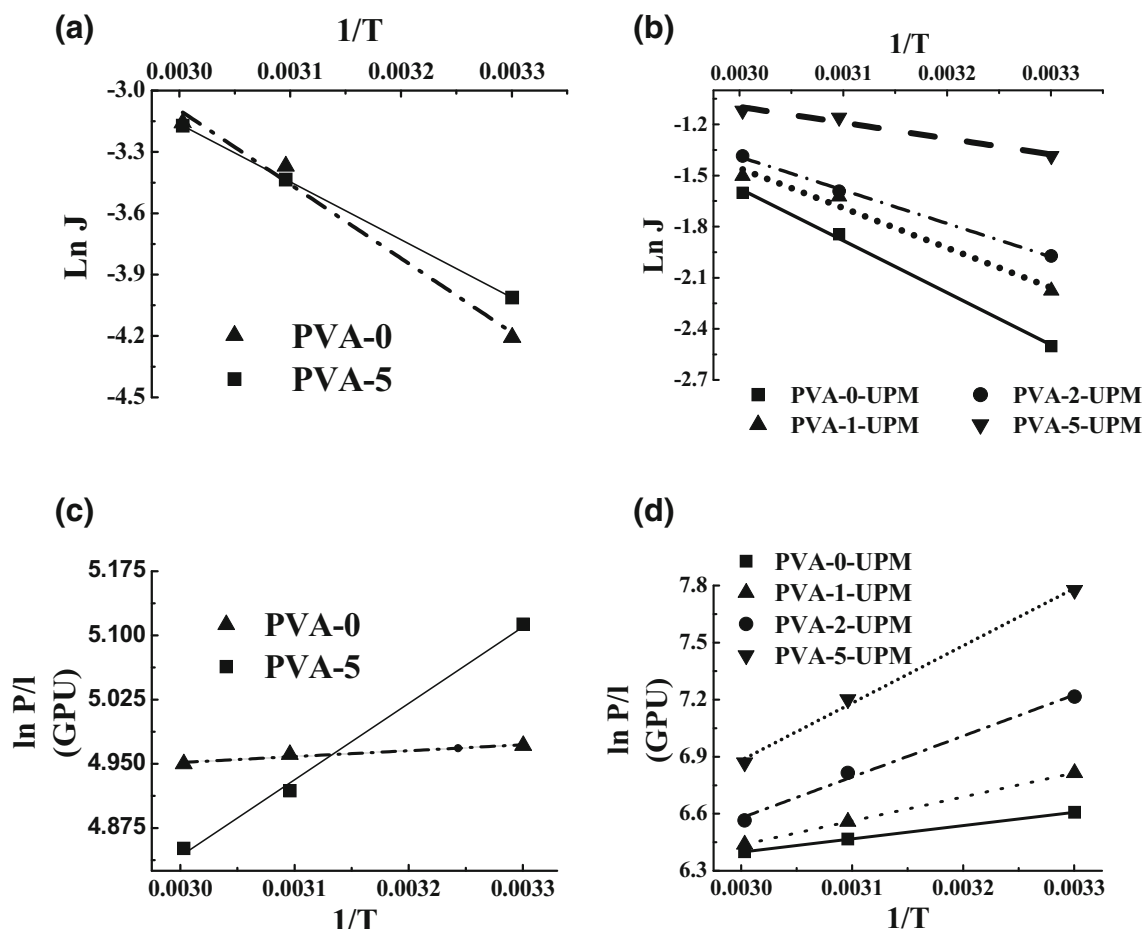 (a)
1/T
0.0030 0.0031 0.0032 0.0033
-3.0
-3.3
-3.6
-3.9
-4.2
-4.5
Ln J
PVA-0
PVA-5
(b)
1/T
0.0030 0.0031 0.0032 0.0033
-1.2
-1.5
-1.8
-2.1
-2.4
-2.7
Ln J
PVA-0-UPM PVA-2-UPM
PVA-1-UPM PVA-5-UPM
(c)
5.175
5.100
5.025
4.950
4.875
ln P/l
(GPU)
PVA-0
PVA-5
0.0030 0.0031 0.0032 0.0033
1/T
(d)
PVA-0-UPM
PVA-1-UPM
PVA-2-UPM
PVA-5-UPM
7.8
7.5
7.2
6.9
6.6
6.3
ln P/l
(GPU)
0.0030 0.0031 0.0032 0.0033
1/T